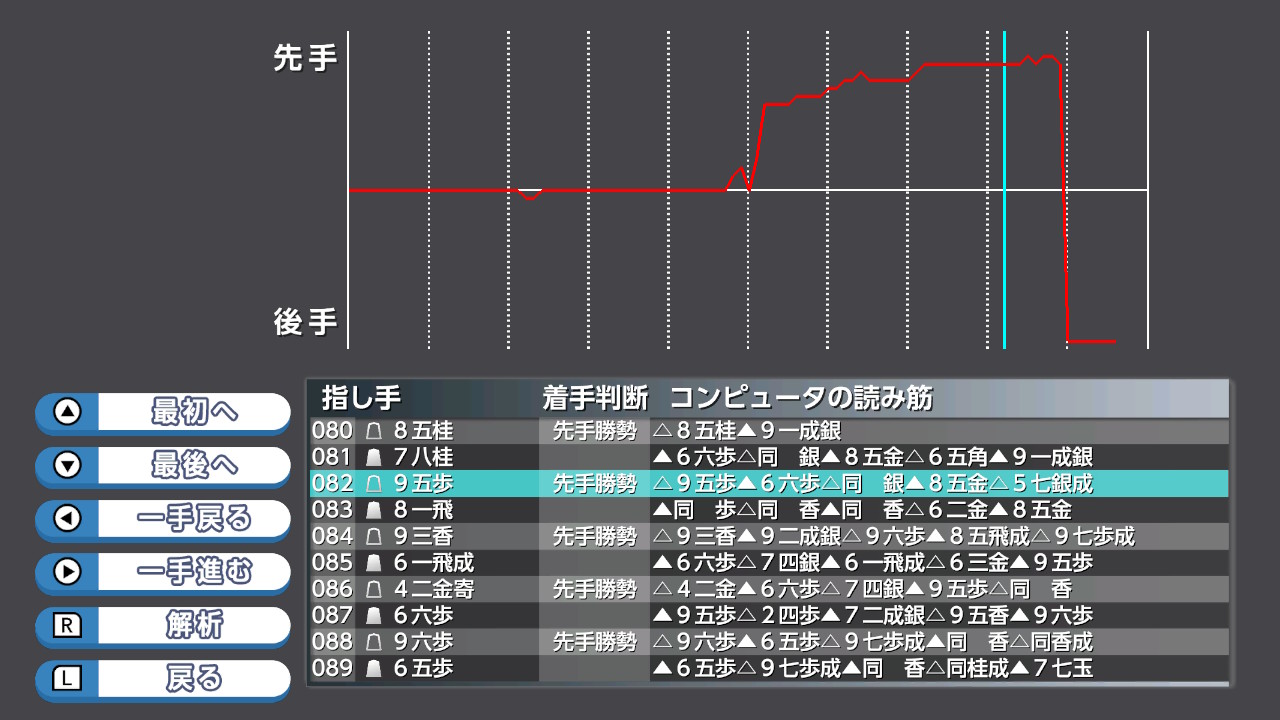 先手
後手
最初へ
最後へ
一手戻る
一手進む
R 解析
L 戻る
指し手 着手判断 コンピュータの読み筋
080 ☖ 8五桂 先手勝勢 △8五桂▲9一成銀
081 ☗ 7八桂 ▲6六歩△同　銀▲8五金△6五角▲9一成銀
082 ☖ 9五歩 先手勝勢 △9五歩▲6六歩△同　銀▲8五金△5七銀成
083 ☗ 8一飛 ▲同　歩△同　香▲同　香△6二金▲8五金
084 ☖ 9三香 先手勝勢 △9三香▲9二成銀△9六歩▲8五飛成△9七歩成
085 ☗ 6一飛成 ▲6六歩△7四銀▲6一飛成△6三金▲9五歩
086 ☖ 4二金寄 先手勝勢 △4二金▲6六歩△7四銀▲9五歩△同　香
087 ☗ 6六歩 ▲9五歩△2四歩▲7二成銀△9五香▲9六歩
088 ☖ 9六歩 先手勝勢 △9六歩▲6五歩△9七歩成▲同　香△同香成
089 ☗ 6五歩 ▲6五歩△9七歩成▲同　香△同桂成▲7七玉